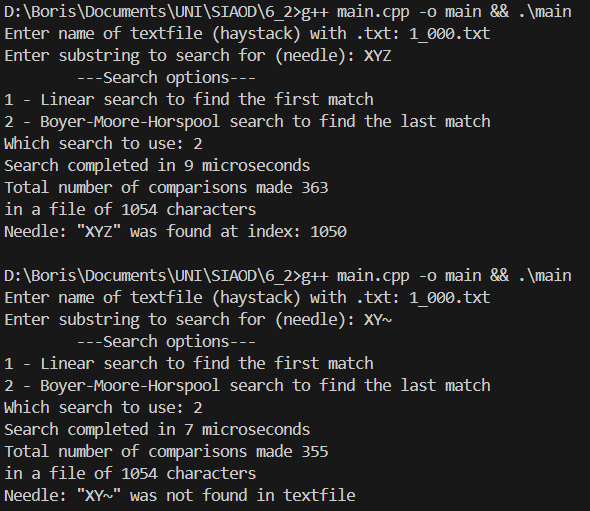 D:\Boris\Documents\UNI\SIAOD\6_2>g++ main.cpp -o main && .\main
Enter name of textfile (haystack) with .txt: 1_000.txt
Enter substring to search for (needle): XYZ
---Search options---
1 - Linear search to find the first match
2 - Boyer-Moore-Horspool search to find the last match
Which search to use: 2
Search completed in 9 microseconds
Total number of comparisons made 363
in a file of 1054 characters
Needle: "XYZ" was found at index: 1050
D:\Boris\Documents\UNI\SIAOD\6_2>g++ main.cpp -o main && .\main
Enter name of textfile (haystack) with .txt: 1_000.txt
Enter substring to search for (needle): XY~
---Search options---
1 - Linear search to find the first match
2 - Boyer-Moore-Horspool search to find the last match
Which search to use: 2
Search completed in 7 microseconds
Total number of comparisons made 355
in a file of 1054 characters
Needle: "XY~" was not found in textfile